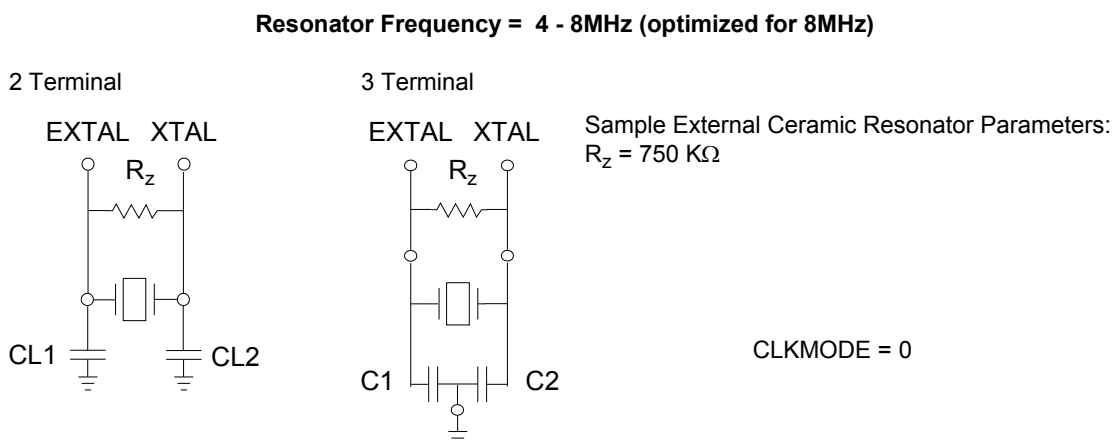 Resonator Frequency = 4 - 8MHz (optimized for 8MHz)
2 Terminal
3 Terminal
EXTAL XTAL
Rz
CL1
CL2
EXTAL XTAL
Rz
C1
C2
Sample External Ceramic Resonator Parameters:
Rz = 750 KΩ
CLKMODE = 0